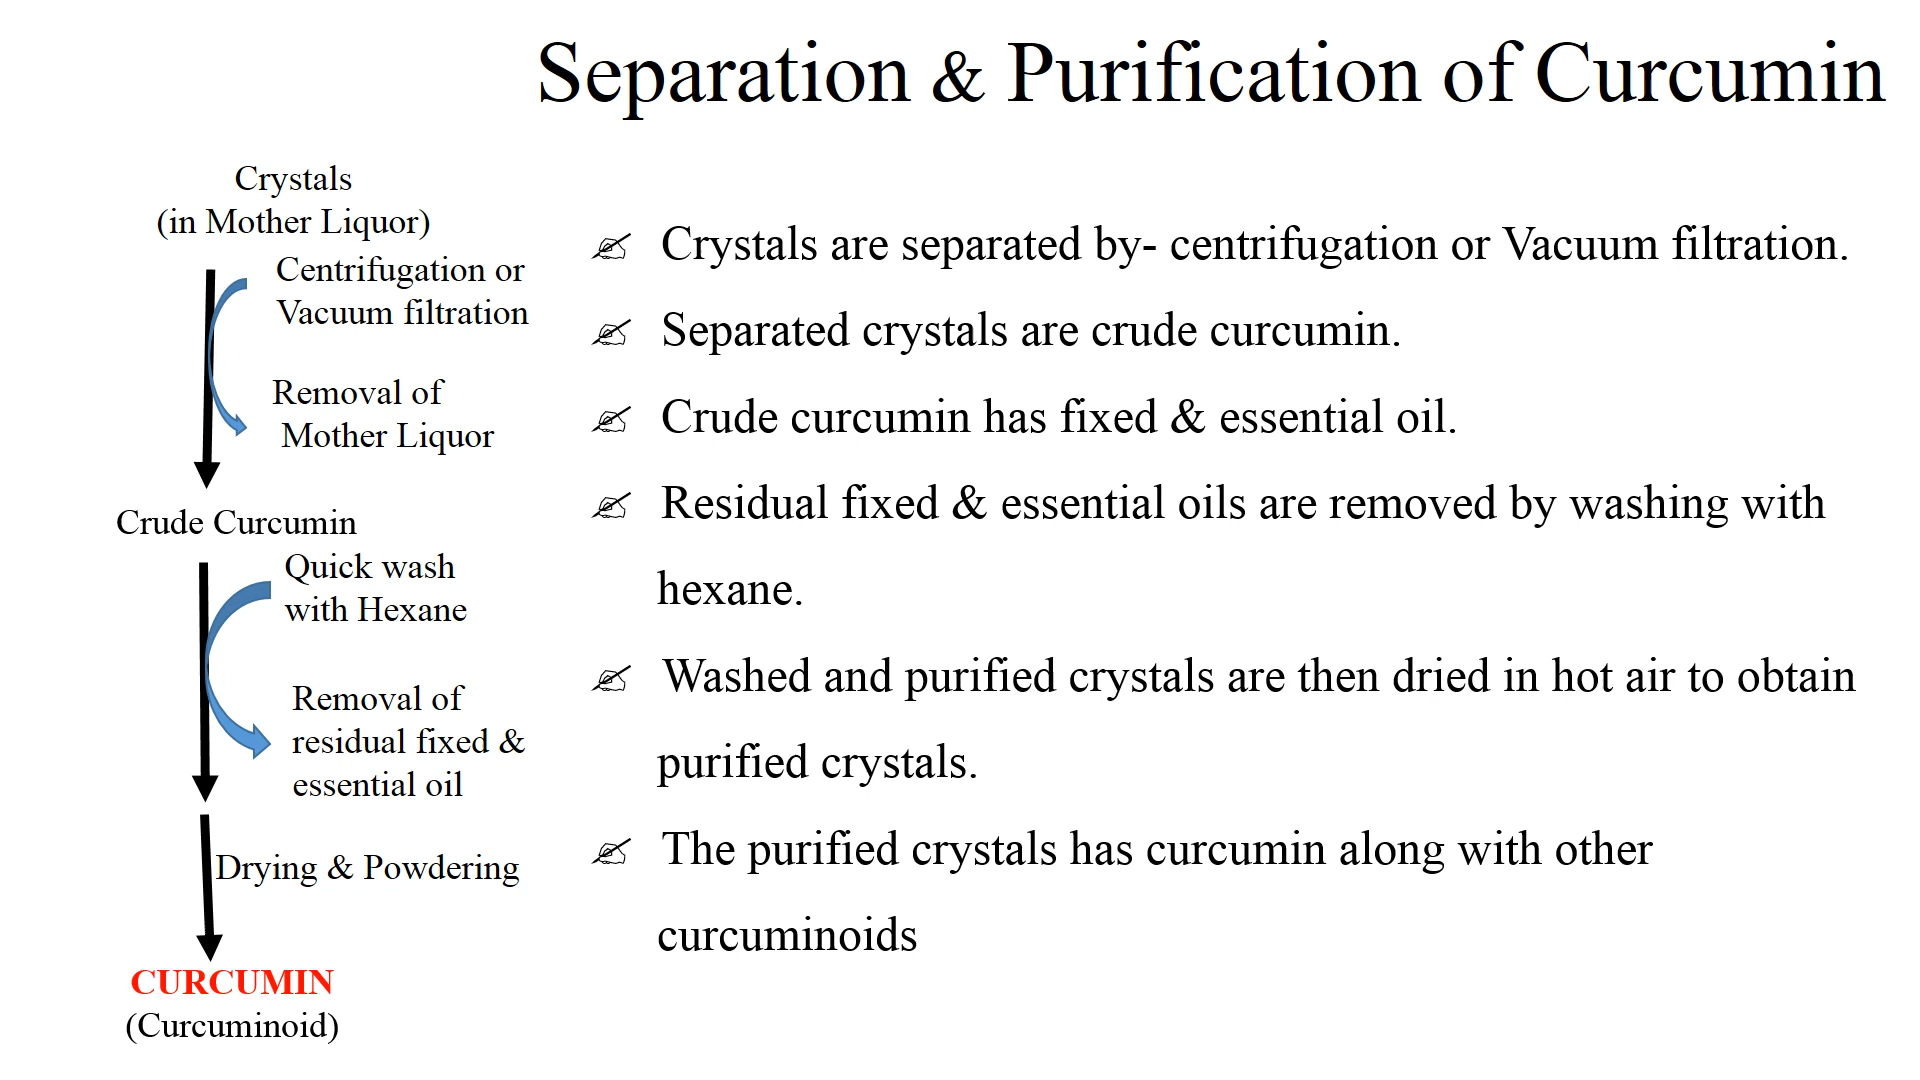 Separation & Purification of Curcumin
Crystals
(in Mother Liquor)
Centrifugation or
Vacuum filtration
Removal of
Mother Liquor
Crude Curcumin
Quick wash
with Hexane
Removal of
residual fixed &
essential oil
Drying & Powdering
CURCUMIN
(Curcuminoid)
Crystals are separated by- centrifugation or Vacuum filtration.
Separated crystals are crude curcumin.
Crude curcumin has fixed & essential oil.
Residual fixed & essential oils are removed by washing with
hexane.
Washed and purified crystals are then dried in hot air to obtain
purified crystals.
The purified crystals has curcumin along with other
curcuminoids